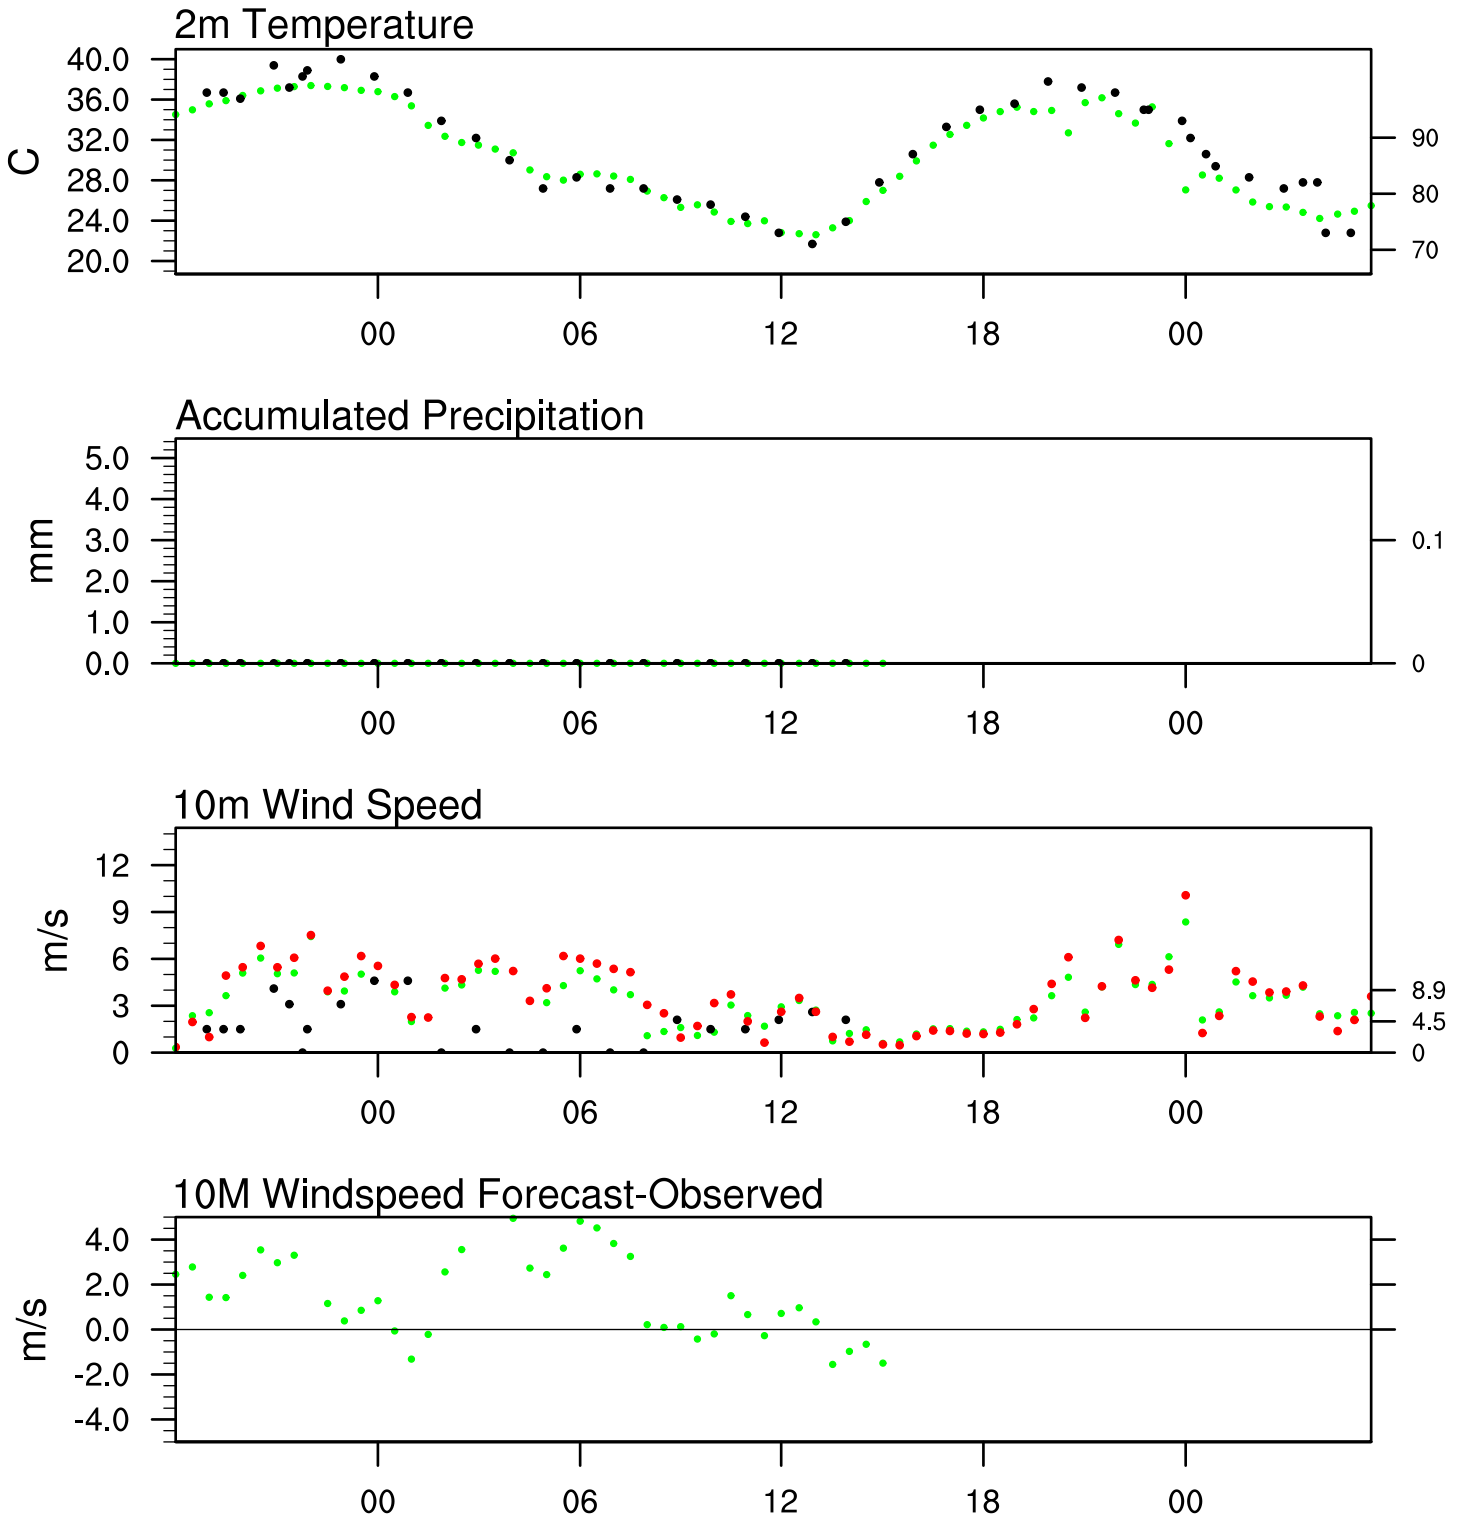 2m Temperature
40.0
36.0
32.0
28.0
24.0
20.0
C
90
80
70
00 06 12 18 00
Accumulated Precipitation
5.0
4.0
3.0
2.0
1.0
0.0
mm
0.1
0
00 06 12 18 00
10m Wind Speed
12
9
6
3
0
m/s
8.9
4.5
0
00 06 12 18 00
10M Windspeed Forecast-Observed
4.0
2.0
0.0
-2.0
-4.0
m/s
00 06 12 18 00